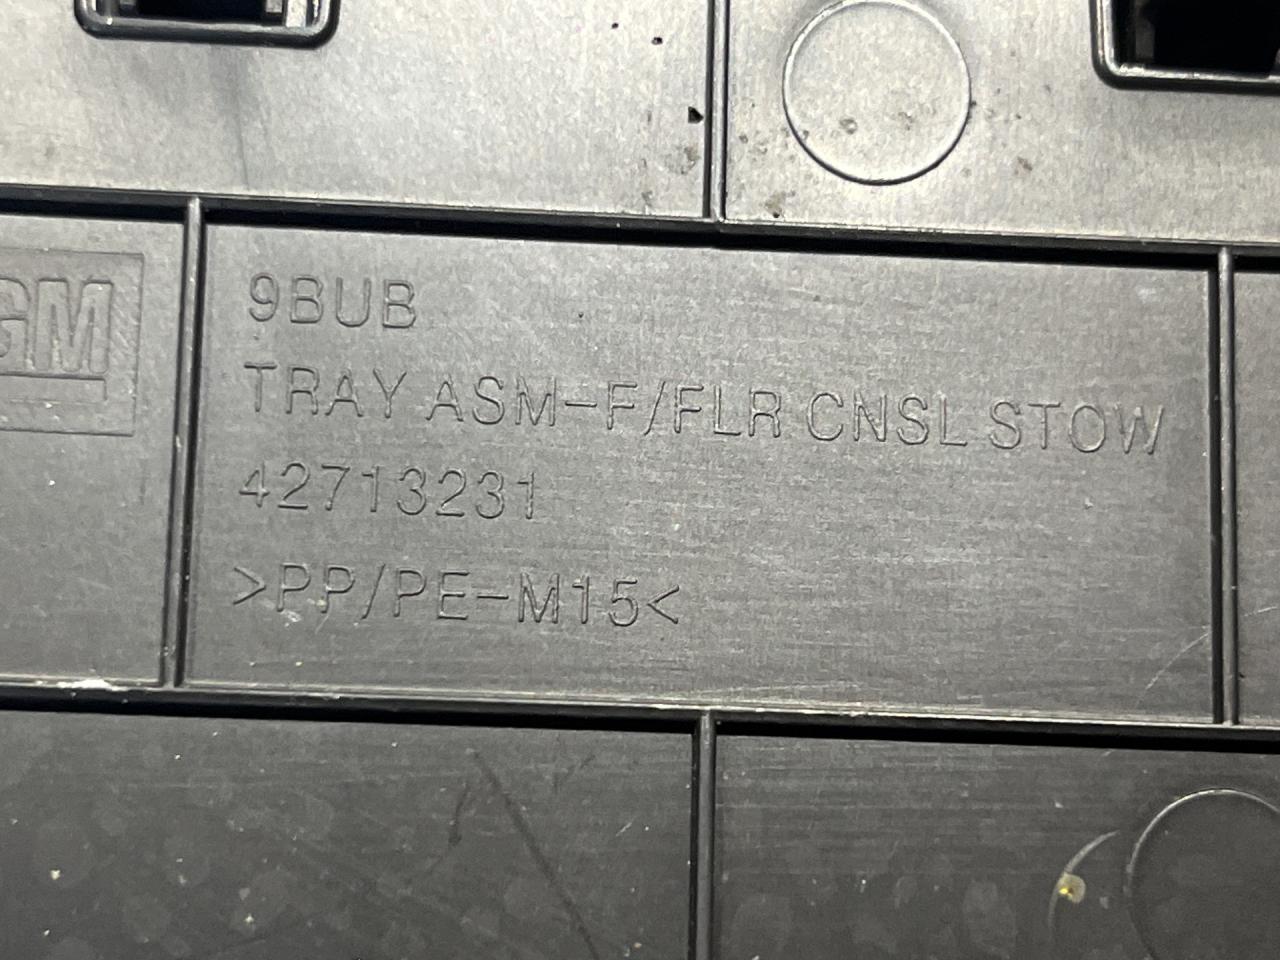 GM
9BUB
TRAY ASM-F/FLR CNSL STOW
42713231
>PP/PE-M15<